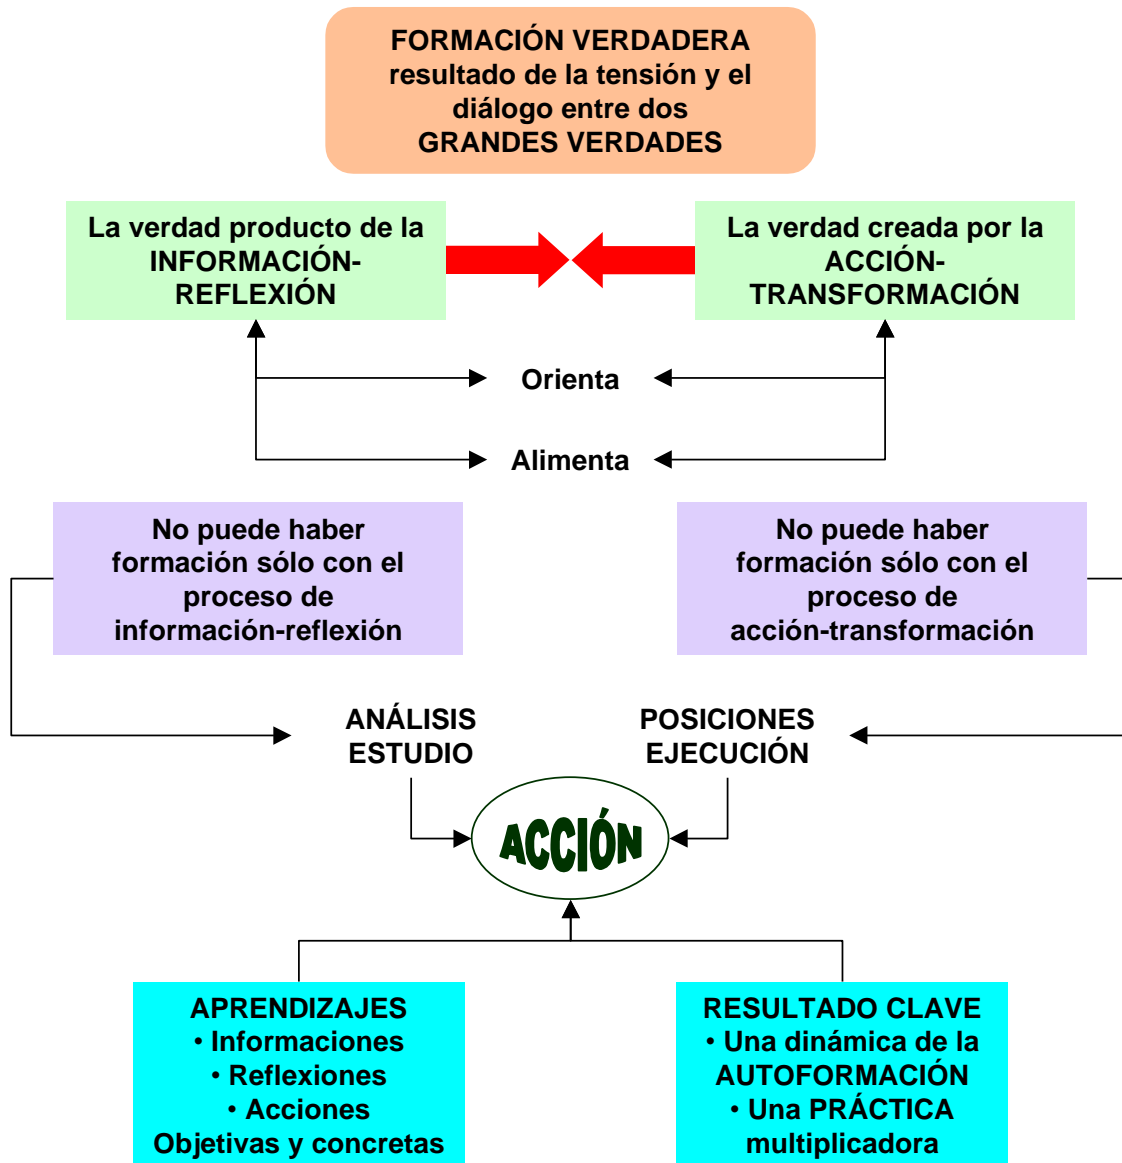 FORMACIÓN VERDADERA
resultado de la tensión y el
diálogo entre dos
GRANDES VERDADES
La verdad producto de la
INFORMACIÓN-
REFLEXIÓN
La verdad creada por la
ACCIÓN-
TRANSFORMACIÓN
Orienta
Alimenta
No puede haber
formación sólo con el
proceso de
información-reflexión
No puede haber
formación sólo con el
proceso de
acción-transformación
ANÁLISIS
ESTUDIO
POSICIONES
EJECUCIÓN
ACCIÓN
APRENDIZAJES
• Informaciones
• Reflexiones
• Acciones
Objetivas y concretas
RESULTADO CLAVE
• Una dinámica de la
AUTOFORMACIÓN
• Una PRÁCTICA
multiplicadora